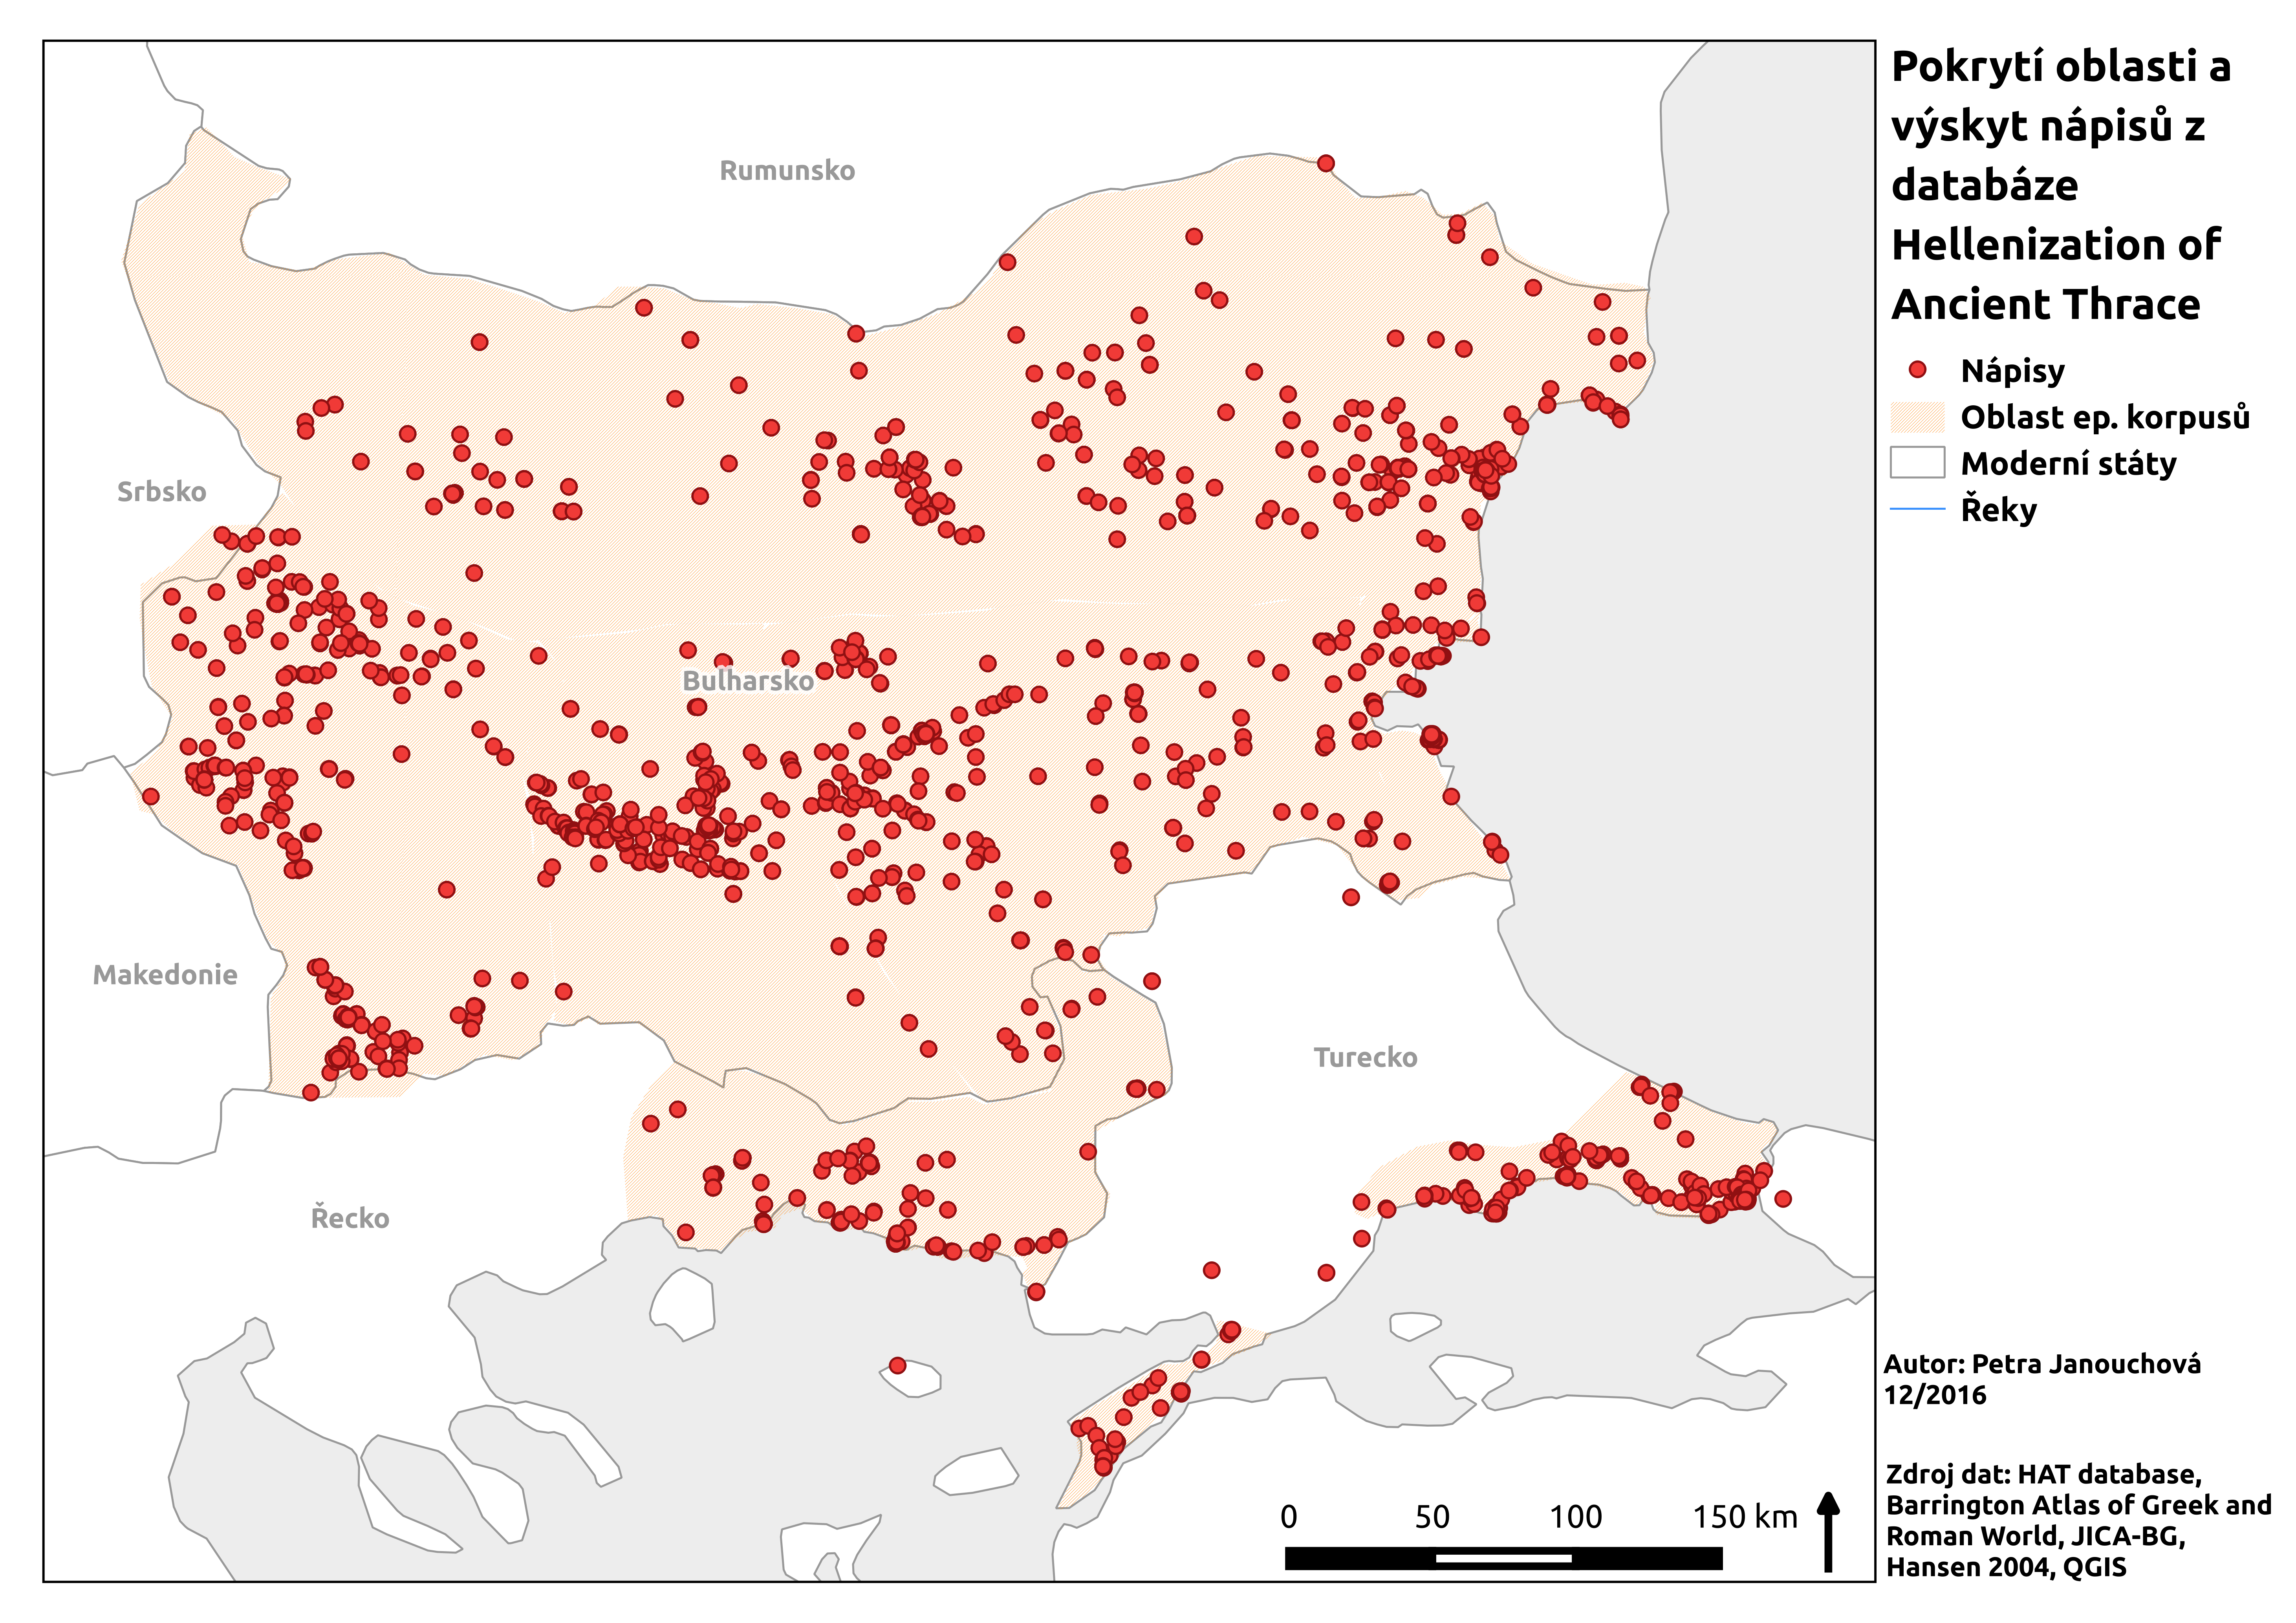 Pokrytí oblasti a
výskyt nápisů z
databáze
Hellenization of
Ancient Thrace
Nápisy
Oblast ep. korpusů
Moderní státy
Řeky
Rumunsko
Srbsko
Bulharsko
Makedonie
Turecko
Řecko
Autor: Petra Janouchová
12/2016
Zdroj dat: HAT database,
Barrington Atlas of Greek and
Roman World, JICA-BG,
Hansen 2004, QGIS
0 50 100 150 km